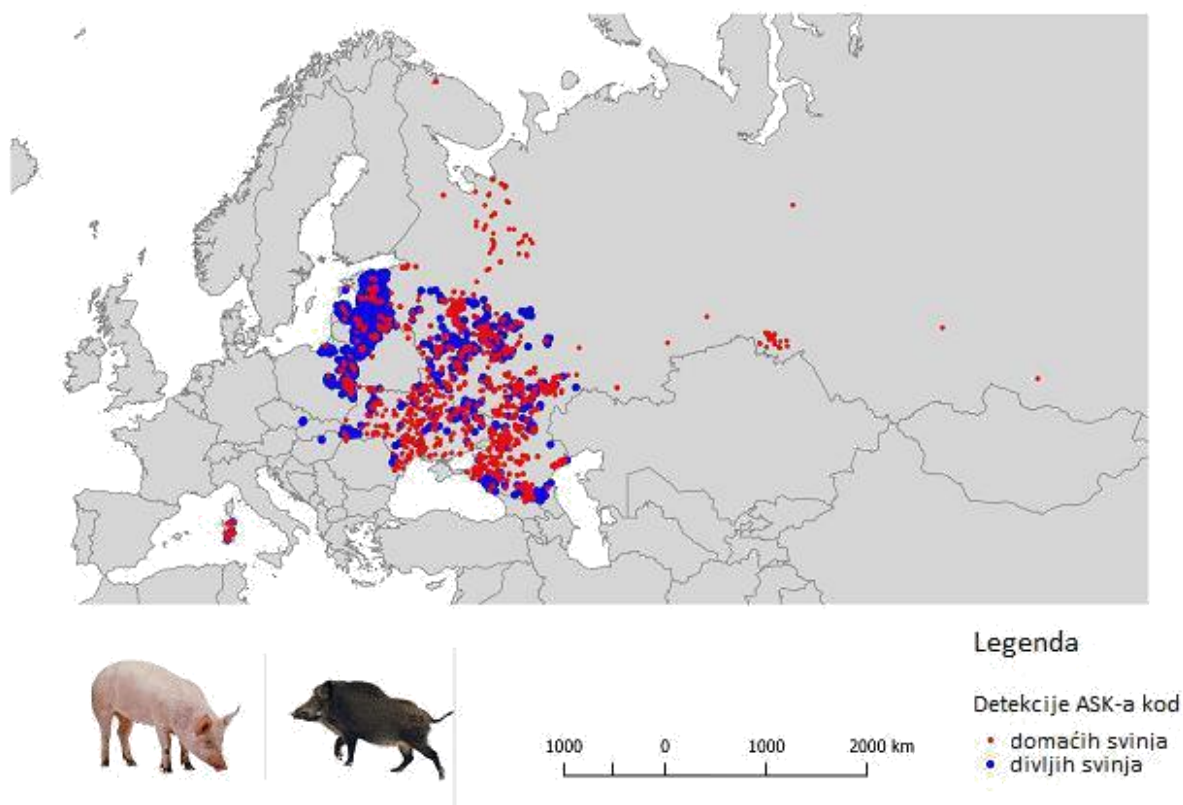 Legenda
Detekcije ASK-a kod
domaćih svinja
divljih svinja
1000 0 1000 2000 km